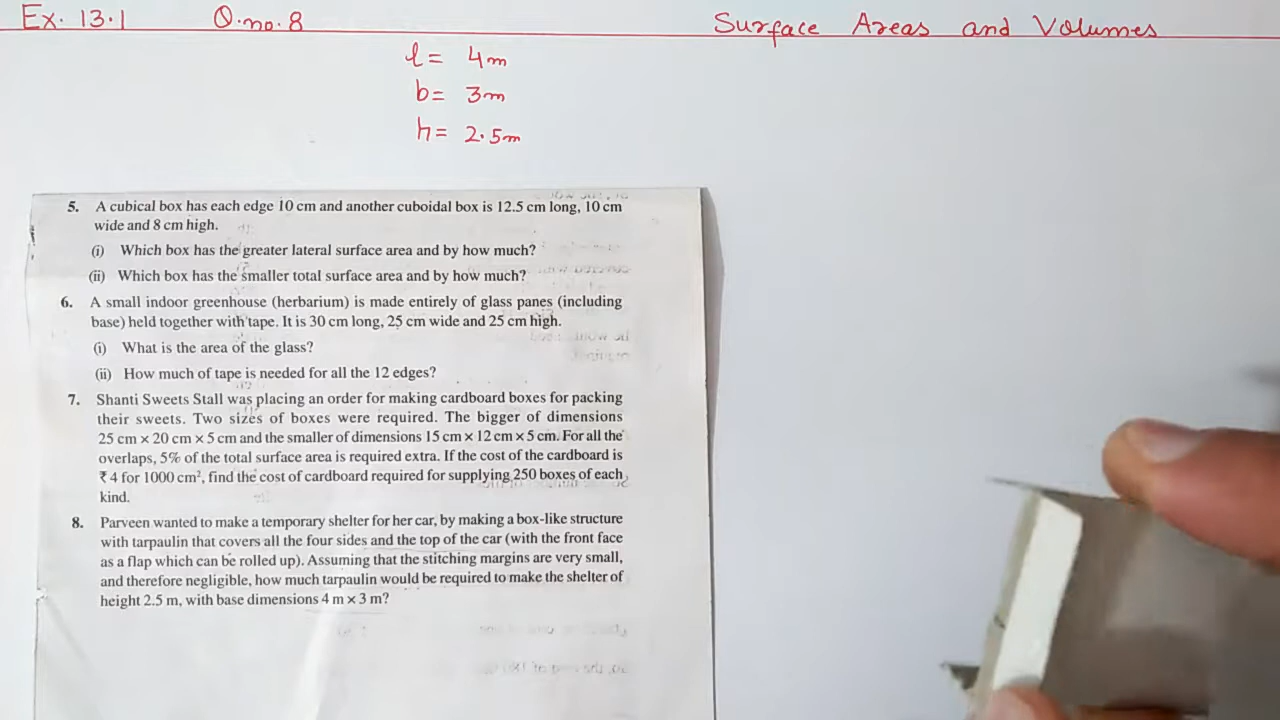 Ex. 13.1 Q.no.8 Surface Areas and Volumes
l = 4m
b = 3m
h = 2.5m
5. A cubical box has each edge 10 cm and another cuboidal box is 12.5 cm long, 10 cm
wide and 8 cm high.
(i) Which box has the greater lateral surface area and by how much?
(ii) Which box has the smaller total surface area and by how much?
6. A small indoor greenhouse (herbarium) is made entirely of glass panes (including
base) held together with tape. It is 30 cm long, 25 cm wide and 25 cm high.
(i) What is the area of the glass?
(ii) How much of tape is needed for all the 12 edges?
7. Shanti Sweets Stall was placing an order for making cardboard boxes for packing
their sweets. Two sizes of boxes were required. The bigger of dimensions
25 cm × 20 cm × 5 cm and the smaller of dimensions 15 cm × 12 cm × 5 cm. For all the
overlaps, 5% of the total surface area is required extra. If the cost of the cardboard is
₹ 4 for 1000 cm², find the cost of cardboard required for supplying 250 boxes of each
kind.
8. Parveen wanted to make a temporary shelter for her car, by making a box-like structure
with tarpaulin that covers all the four sides and the top of the car (with the front face
as a flap which can be rolled up). Assuming that the stitching margins are very small,
and therefore negligible, how much tarpaulin would be required to make the shelter of
height 2.5 m, with base dimensions 4 m × 3 m?